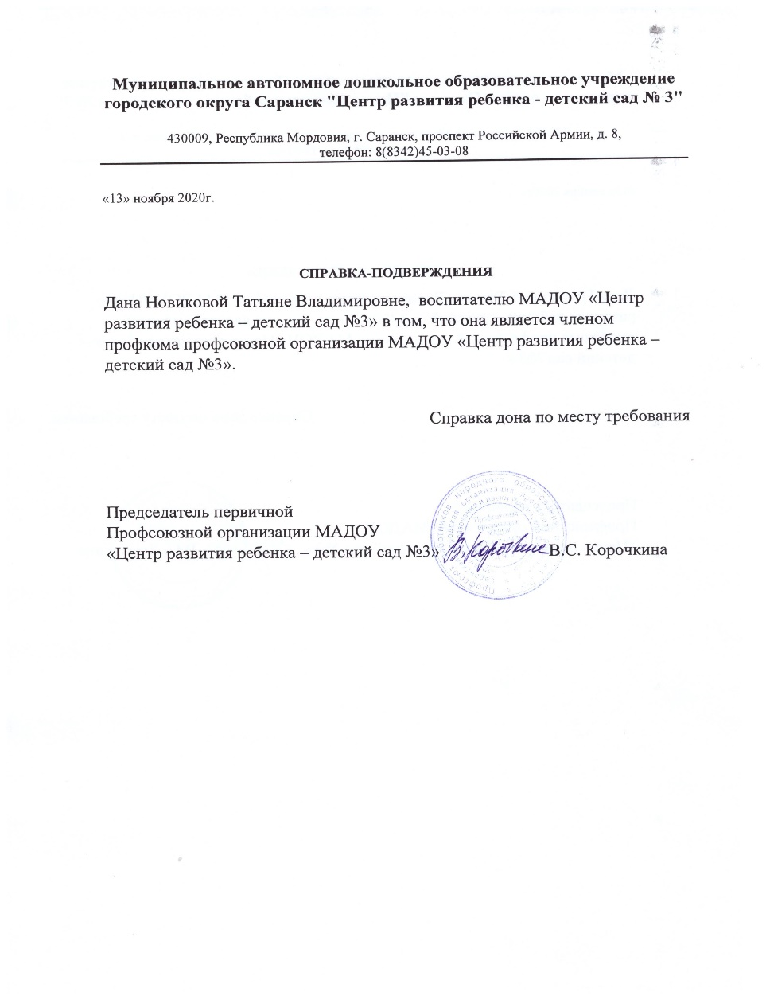 Муниципальное автономное дошкольное образовательное учреждение
городского округа Саранск "Центр развития ребенка - детский сад № 3"
430009, Республика Мордовия, г. Саранск, проспект Российской Армии, д. 8,
телефон: 8(8342)45-03-08
«13» ноября 2020г.
СПРАВКА-ПОДВЕРЖДЕНИЯ
Дана Новиковой Татьяне Владимировне, воспитателю МАДОУ «Центр
развития ребенка – детский сад №3» в том, что она является членом
профкома профсоюзной организации МАДОУ «Центр развития ребенка –
детский сад №3».
Справка дона по месту требования
Председатель первичной
Профсоюзной организации МАДОУ
«Центр развития ребенка – детский сад №3» В.Корочкина В.С. Корочкина
народного образования